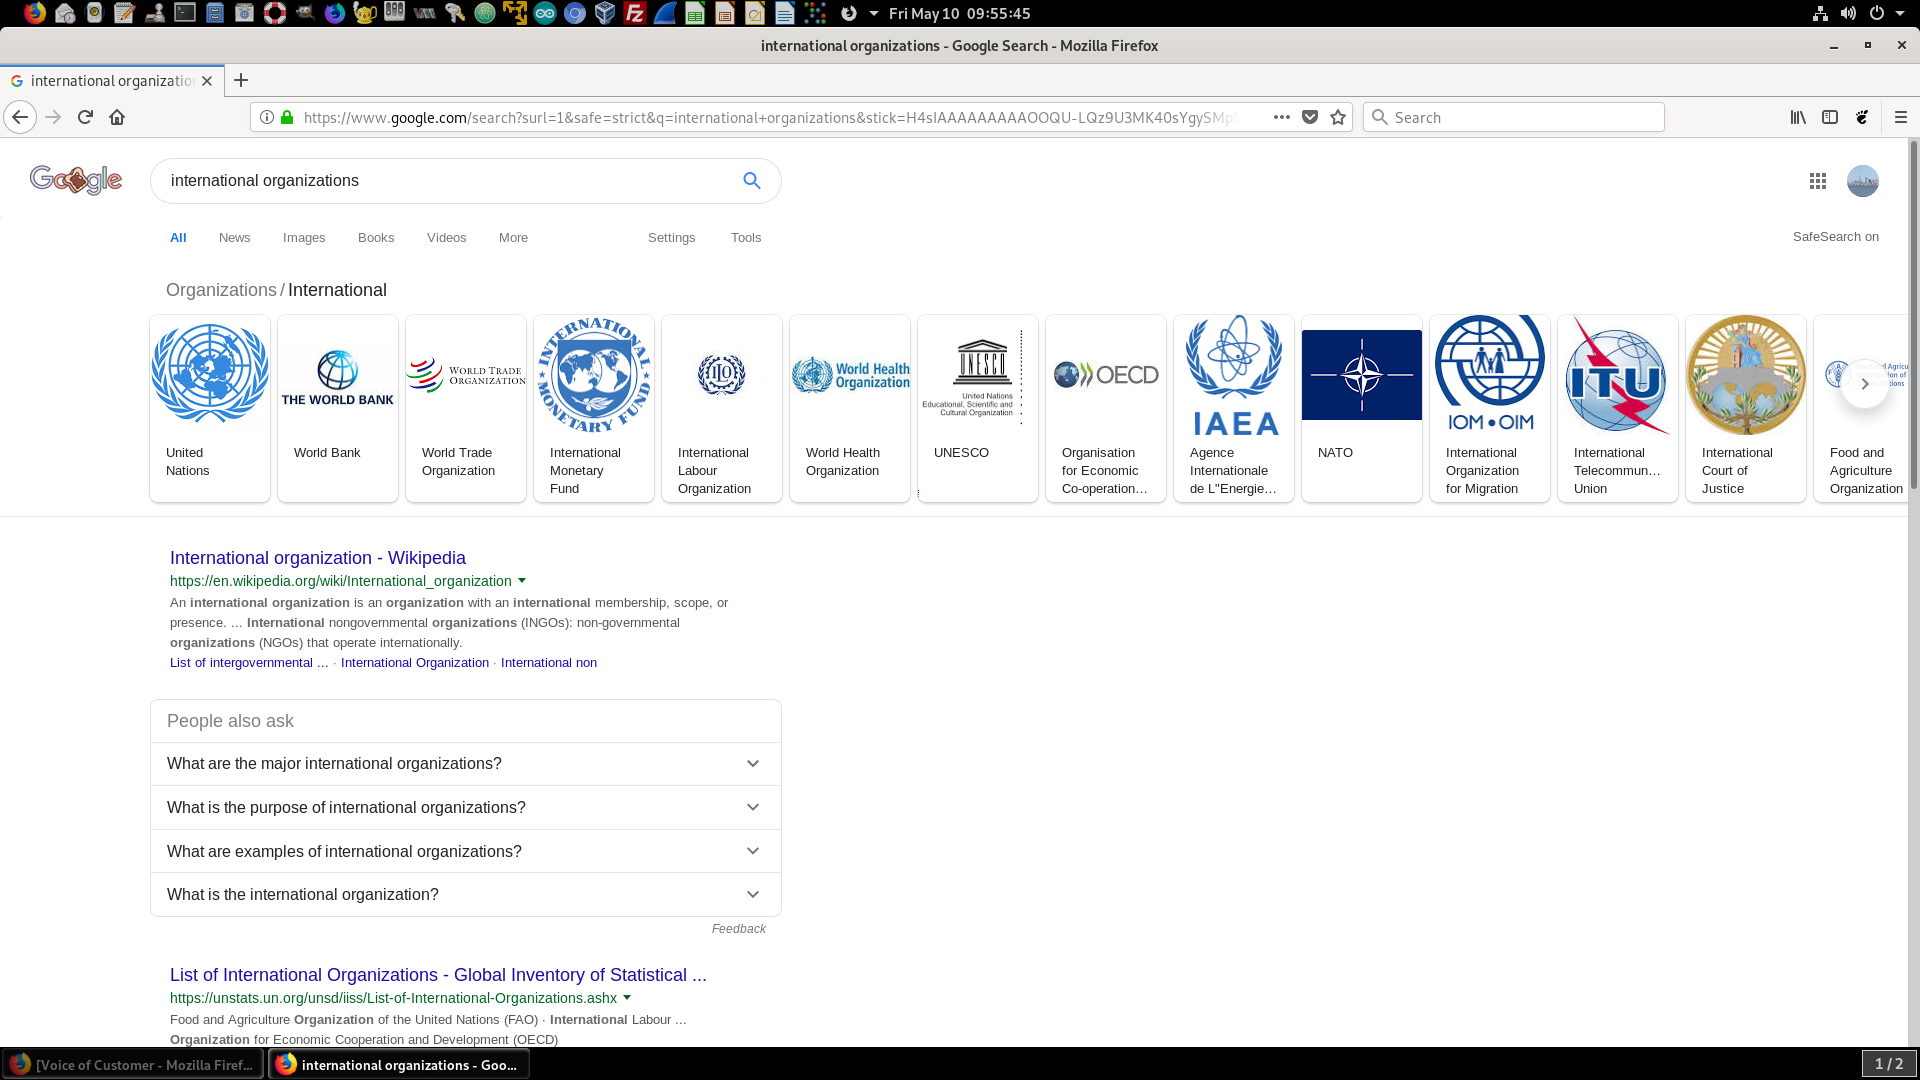 Fri May 10 09:55:45
international organizations - Google Search - Mozilla Firefox
international organizatio
https://www.google.com/search?surl=1&safe=strict&q=international+organizations&stick=H4sIAAAAAAAAAOOQU-LQz9U3MK40sYgySMp
Search
Google
international organizations
All
News
Images
Books
Videos
More
Settings
Tools
SafeSearch on
Organizations / International
THE WORLD BANK
WORLD TRADE
ORGANIZATION
INTERNATIONAL MONETARY FUND
ILO
World Health
Organization
UNESCO
United Nations
Educational, Scientific and
Cultural Organization
OECD
IAEA
IOM • OIM
ITU
United
Nations
World Bank
World Trade
Organization
International
Monetary
Fund
International
Labour
Organization
World Health
Organization
UNESCO
Organisation
for Economic
Co-operation…
Agence
Internationale
de L"Energie…
NATO
International
Organization
for Migration
International
Telecommun…
Union
International
Court of
Justice
Food and
Agriculture
Organization
International organization - Wikipedia
https://en.wikipedia.org/wiki/International_organization
An international organization is an organization with an international membership, scope, or
presence. ... International nongovernmental organizations (INGOs): non-governmental
organizations (NGOs) that operate internationally.
List of intergovernmental ... · International Organization · International non
People also ask
What are the major international organizations?
What is the purpose of international organizations?
What are examples of international organizations?
What is the international organization?
Feedback
List of International Organizations - Global Inventory of Statistical ...
https://unstats.un.org/unsd/iiss/List-of-International-Organizations.ashx
Food and Agriculture Organization of the United Nations (FAO) · International Labour ...
Organization for Economic Cooperation and Development (OECD)
[Voice of Customer - Mozilla Firef...
international organizations - Goo...
1 / 2